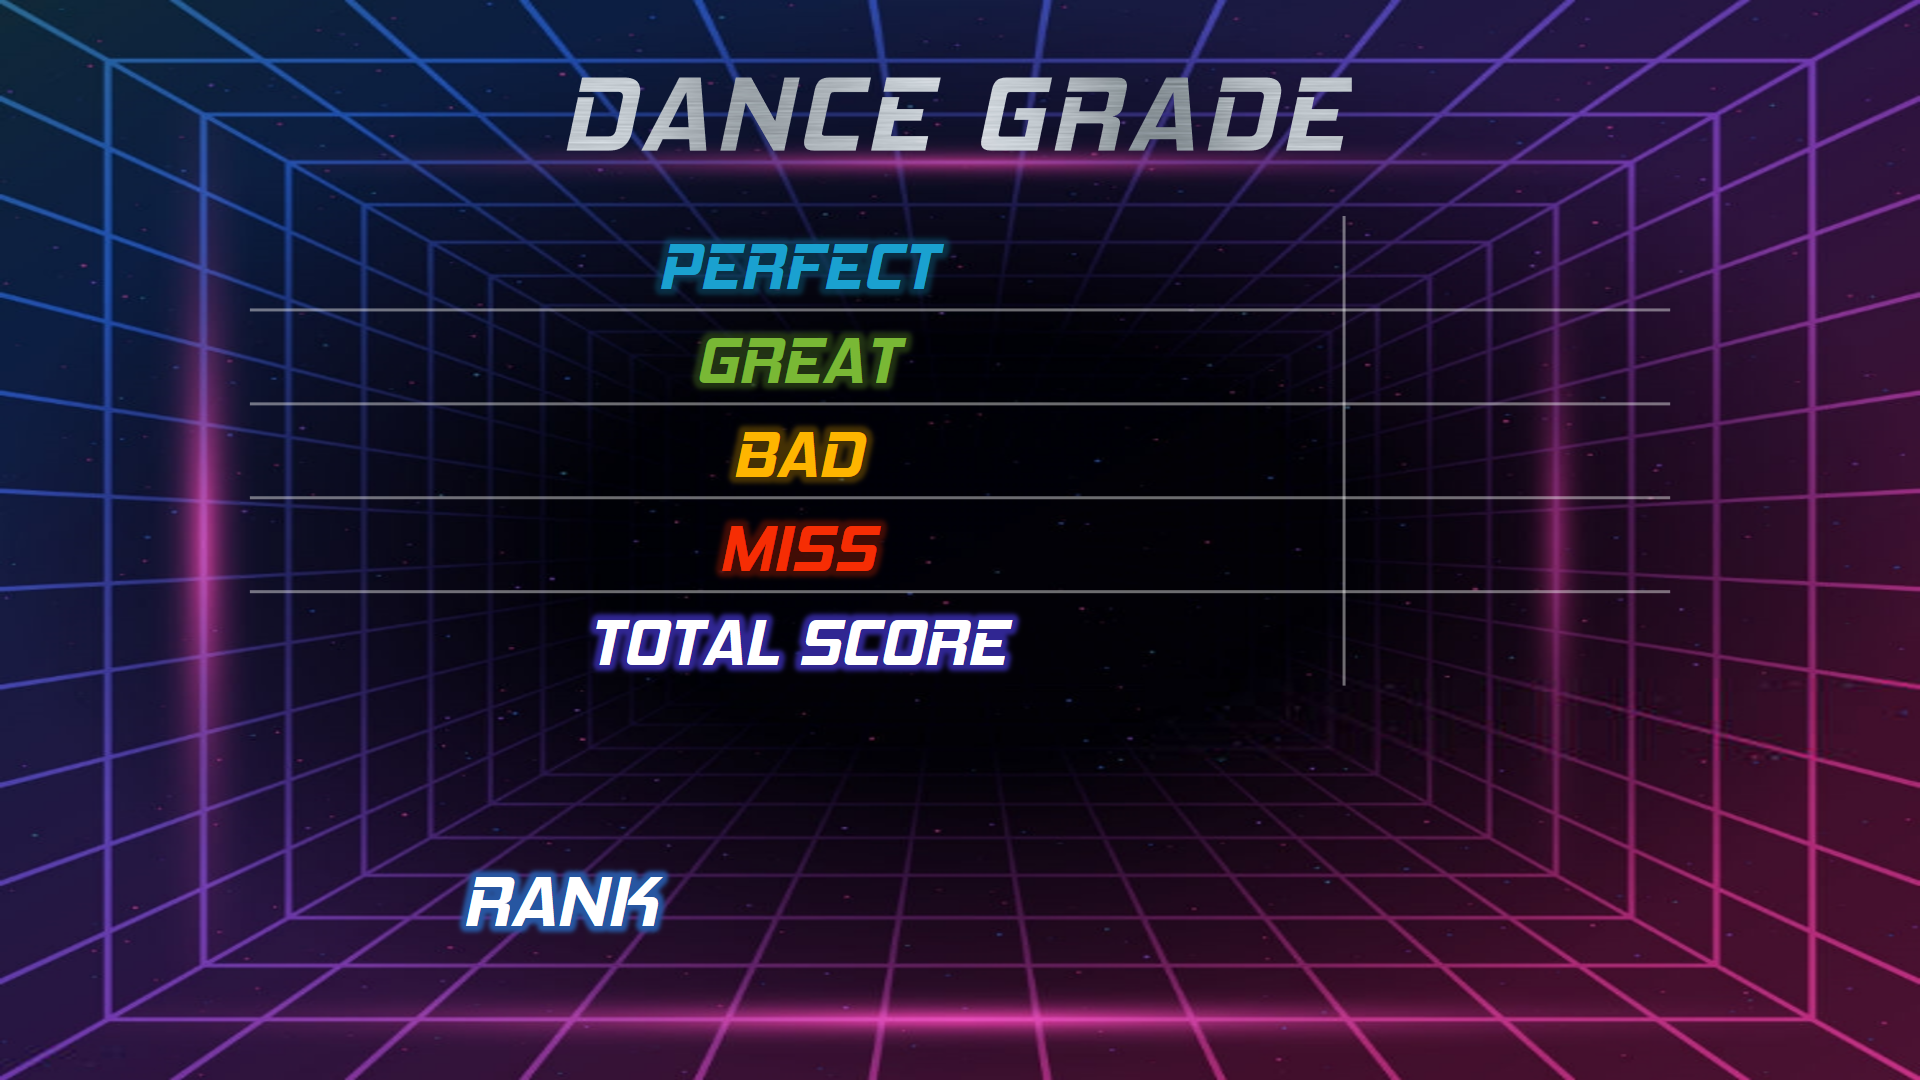 DANCE GRADE
PERFECT
GREAT
BAD
MISS
TOTAL SCORE
RANK